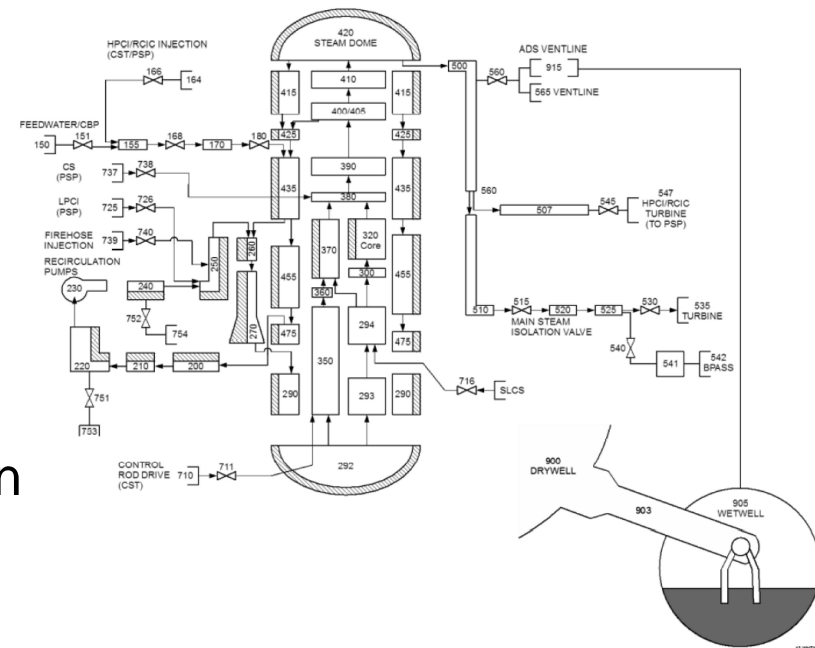 420
STEAM DOME
HPCI/RCIC INJECTION
(CST/PSP)
166
164
410
415
415
400/405
425
425
FEEDWATER/CBP
150
151
155
168
170
180
390
435
435
380
CS
(PSP)
737
738
LPCI
(PSP)
725
726
FIREHOSE
INJECTION
739
740
RECIRCULATION
PUMPS
230
240
250
260
270
370
320
Core
300
360
455
455
475
475
294
350
293
290
290
292
752
754
220
210
200
751
753
716
SLCS
CONTROL
ROD DRIVE
(CST)
710
711
500
560
ADS VENTLINE
915
565 VENTLINE
560
507
545
547
HPCI/RCIC
TURBINE
(TO PSP)
510
515
520
525
530
535
TURBINE
MAIN STEAM
ISOLATION VALVE
540
541
542
BPASS
900
DRYWELL
903
905
WETWELL